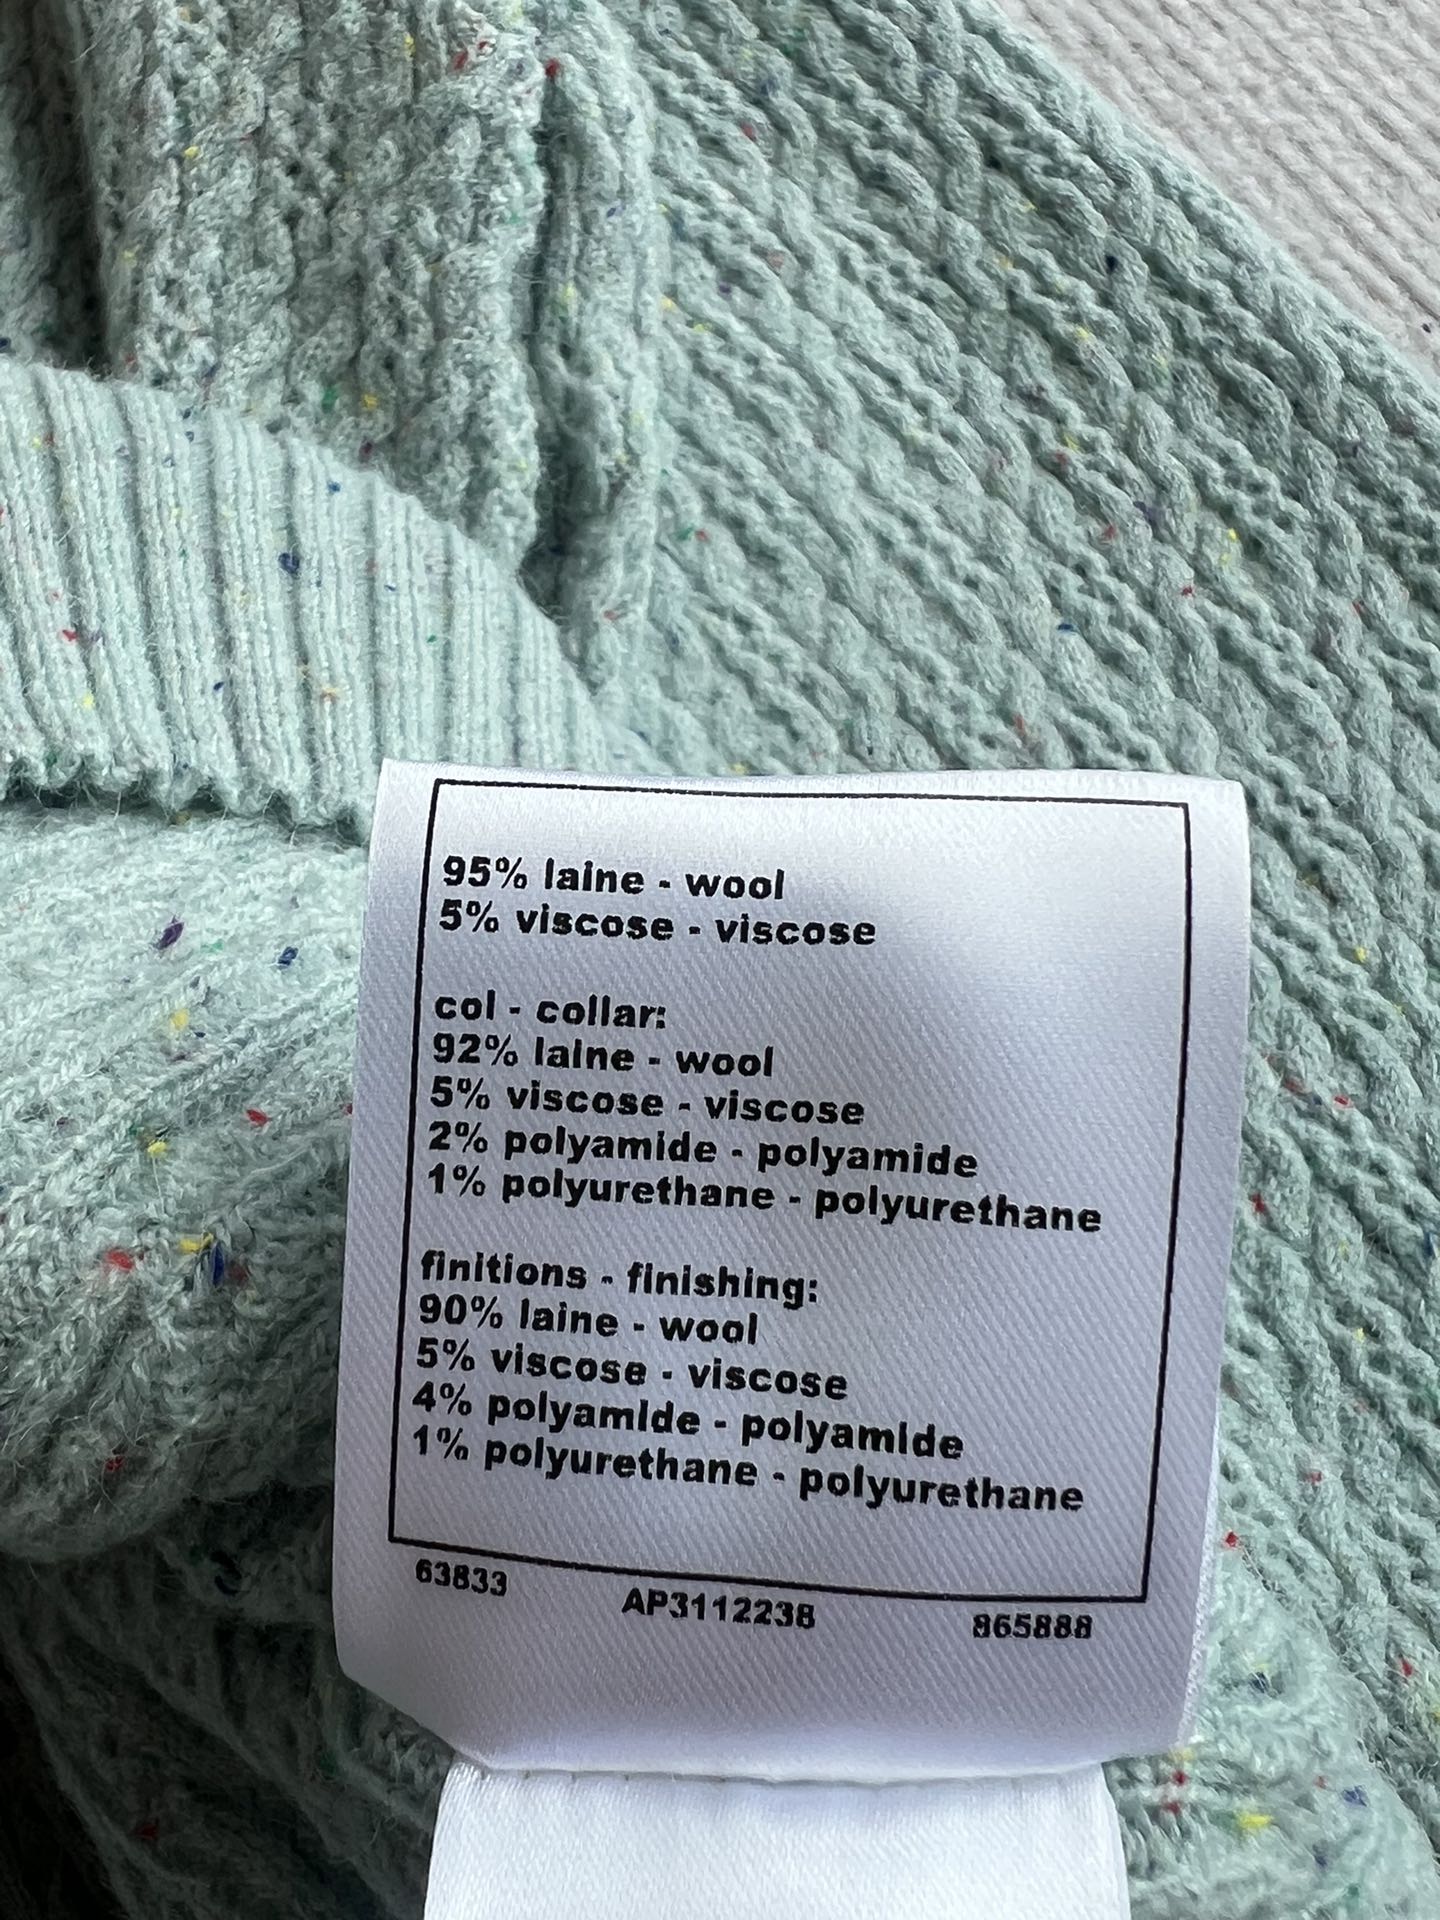 95% laine - wool
5% viscose - viscose
col - collar:
92% laine - wool
5% viscose - viscose
2% polyamide - polyamide
1% polyurethane - polyurethane
finitions - finishing:
90% laine - wool
5% viscose - viscose
4% polyamide - polyamide
1% polyurethane - polyurethane
63833 AP3112238 865888